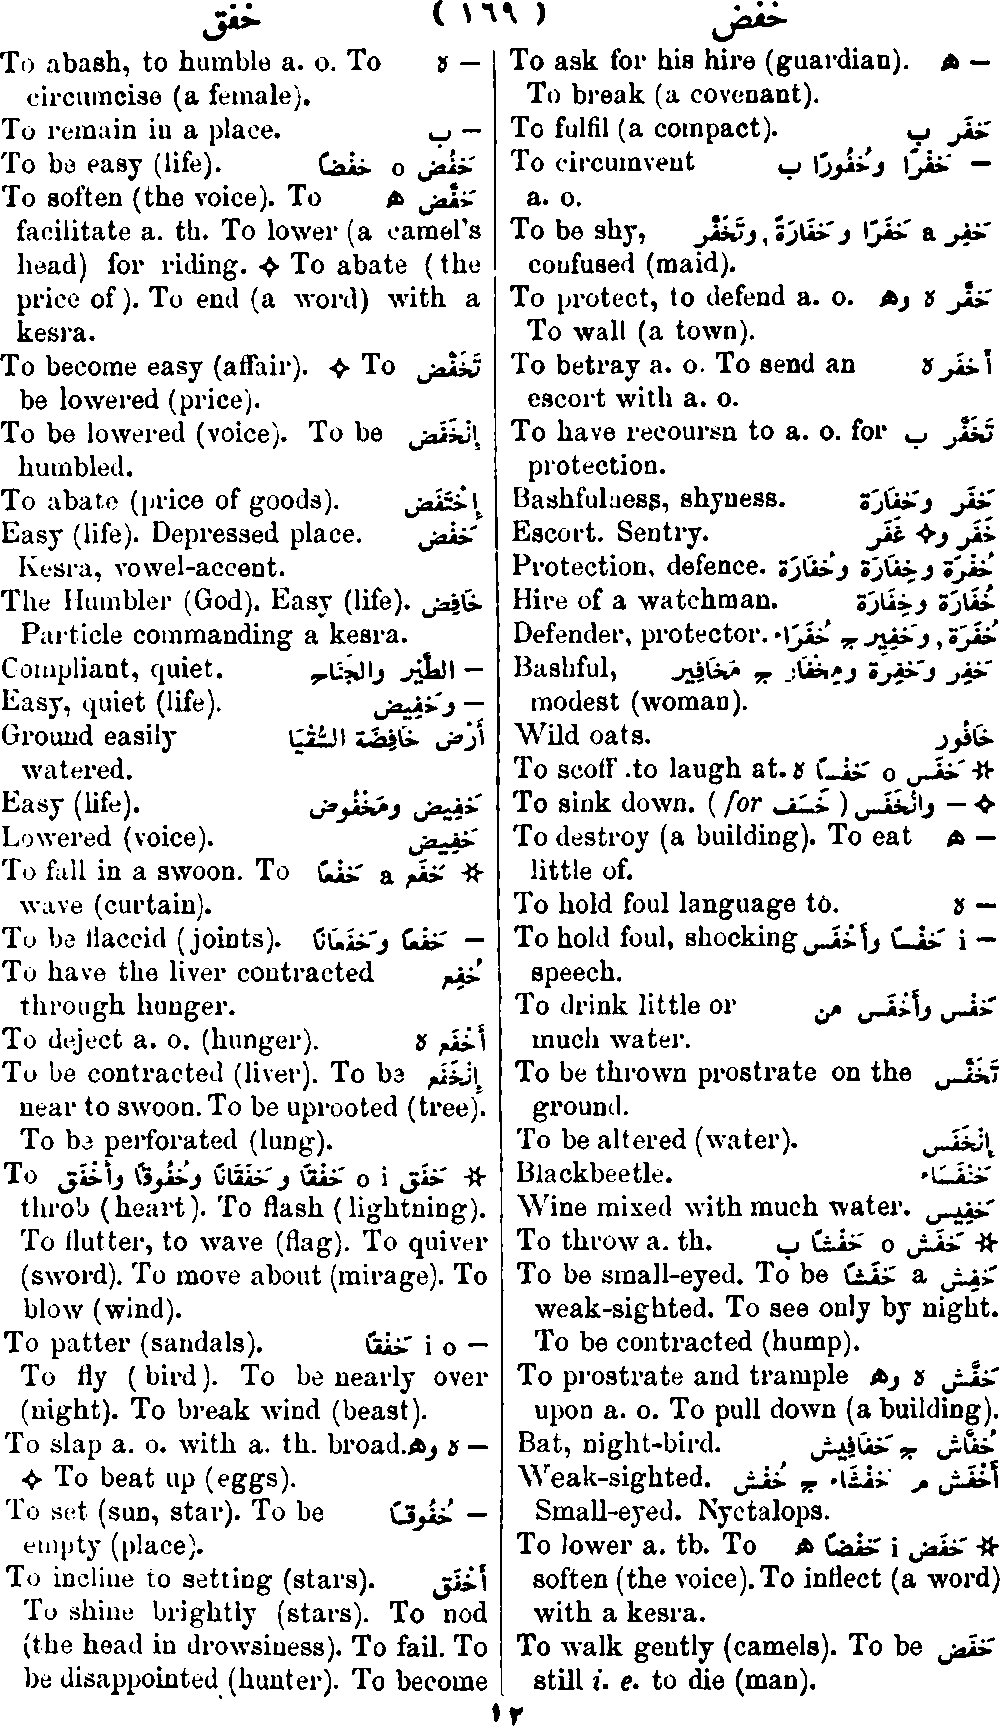 خفض ( ١٦٩ ) خفق
To ask for his hire (guardian). — ه
To break (a covenant).
To fulfil (a compact). خَفَر ب
To circumvent — خَفْرًا وخُفُورًا ب
a. o.
To be shy, خَفِر a خَفَرًا وخَفَارَةً, وتَخَفَّر
confused (maid).
To protect, to defend a. o. خَفَّر ه وه
To wall (a town).
To betray a. o. To send an أَخْفَر ه
escort with a. o.
To have recoursn to a. o. for تَخَفَّر ب
protection.
Bashfulness, shyness. خَفَر وخَفَارَة
Escort. Sentry. خَفَر و✧ غَفَر
Protection, defence. خُفْرَة وخِفَارَة وخُفَارَة
Hire of a watchman. خُفَارَة وخِفَارَة
Defender, protector. خُفَرَة, وخَفِير ج خُفَرَاء
Bashful, خَفِر وخَفِرَة ومِخْفَار ج مَخَافِير
modest (woman).
Wild oats. خَافُور
To scoff .to laugh at. ✲ خَفَس o خَفْسًا ه
To sink down. (for خَسَف) ✧ — وانْخَفَس
To destroy (a building). To eat — ه
little of.
To hold foul language to. — ه
To hold foul, shocking — i خَفْسًا وأَخْفَس
speech.
To drink little or خَفَس وأَخْفَس من
much water.
To be thrown prostrate on the تَخَفَّس
ground.
To be altered (water). إِنْخَفَس
Blackbeetle. خَنْفَسَاء
Wine mixed with much water. خَفِيس
To throw a. th. ✲ خَفَش o خَفْشًا ب
To be small-eyed. To be خَفِش a خَفَشًا
weak-sighted. To see only by night.
To be contracted (hump).
To prostrate and trample خَفَّش ه وه
upon a. o. To pull down (a building).
Bat, night-bird. خُفَّاش ج خَفَافِيش
Weak-sighted. أَخْفَش م خَفْشَاء ج خُفْش
Small-eyed. Nyctalops.
To lower a. th. To ✲ خَفَض i خَفْضًا ه
soften (the voice). To inflect (a word)
with a kesra.
To walk gently (camels). To be خَفَض
still i. e. to die (man).
To abash, to humble a. o. To — ه
circumcise (a female).
To remain in a place. — ب
To be easy (life). خَفُض o خَفْضًا
To soften (the voice). To خَفَّض ه
facilitate a. th. To lower (a camel's
head) for riding. ✧ To abate (the
price of). To end (a word) with a
kesra.
To become easy (affair). ✧ To تَخَفَّض
be lowered (price).
To be lowered (voice). To be إِنْخَفَض
humbled.
To abate (price of goods). إِخْتَفَض
Easy (life). Depressed place. خَفْض
Kesra, vowel-accent.
The Humbler (God). Easy (life). خَافِض
Particle commanding a kesra.
Compliant, quiet. — الطَّيْر والجَنَاح
Easy, quiet (life). — وخَفِيض
Ground easily أَرْض خَافِضَة السُّقْيَا
watered.
Easy (life). خَفِيض ومَخْفُوض
Lowered (voice). خَفِيض
To fall in a swoon. To ✲ خَفَع a خَفْعًا
wave (curtain).
To be flaccid (joints). — خَفْعًا وخَفَعَانًا
To have the liver contracted خُفِع
through hunger.
To deject a. o. (hunger). أَخْفَع ه
To be contracted (liver). To be إِنْخَفَع
near to swoon. To be uprooted (tree).
To be perforated (lung).
To ✲ خَفَق i o خَفْقًا وخَفَقَانًا وخُفُوقًا وأَخْفَق
throb (heart). To flash (lightning).
To flutter, to wave (flag). To quiver
(sword). To move about (mirage). To
blow (wind).
To patter (sandals). — o i خَفْقًا
To fly (bird). To be nearly over
(night). To break wind (beast).
To slap a. o. with a. th. broad. — ه وه
✧ To beat up (eggs).
To set (sun, star). To be — خُفُوقًا
empty (place).
To incline to setting (stars). أَخْفَق
To shine brightly (stars). To nod
(the head in drowsiness). To fail. To
be disappointed (hunter). To become
١٢